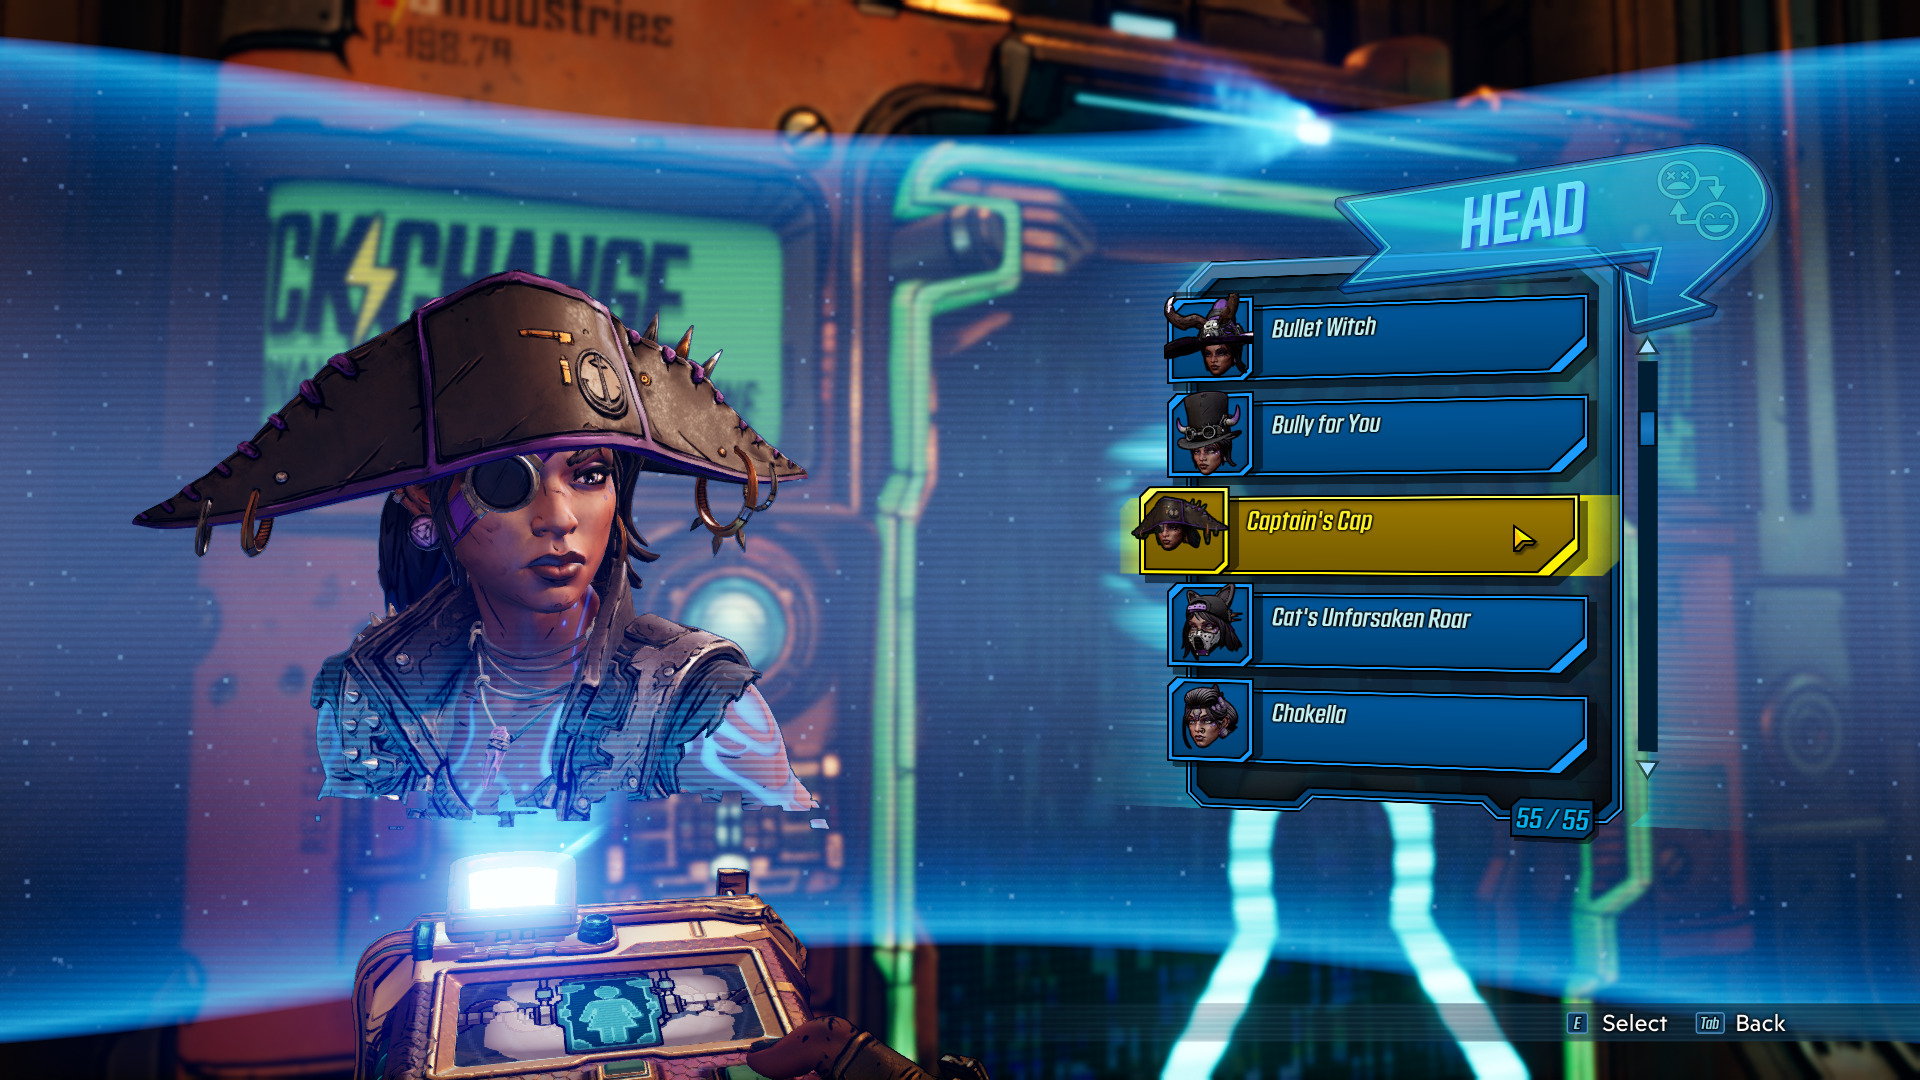 Industries
P-198.79
CK CHANGE
HEAD
Bullet Witch
Bully for You
Captain's Cap
Cat's Unforsaken Roar
Chokella
55/55
E Select
Tab Back